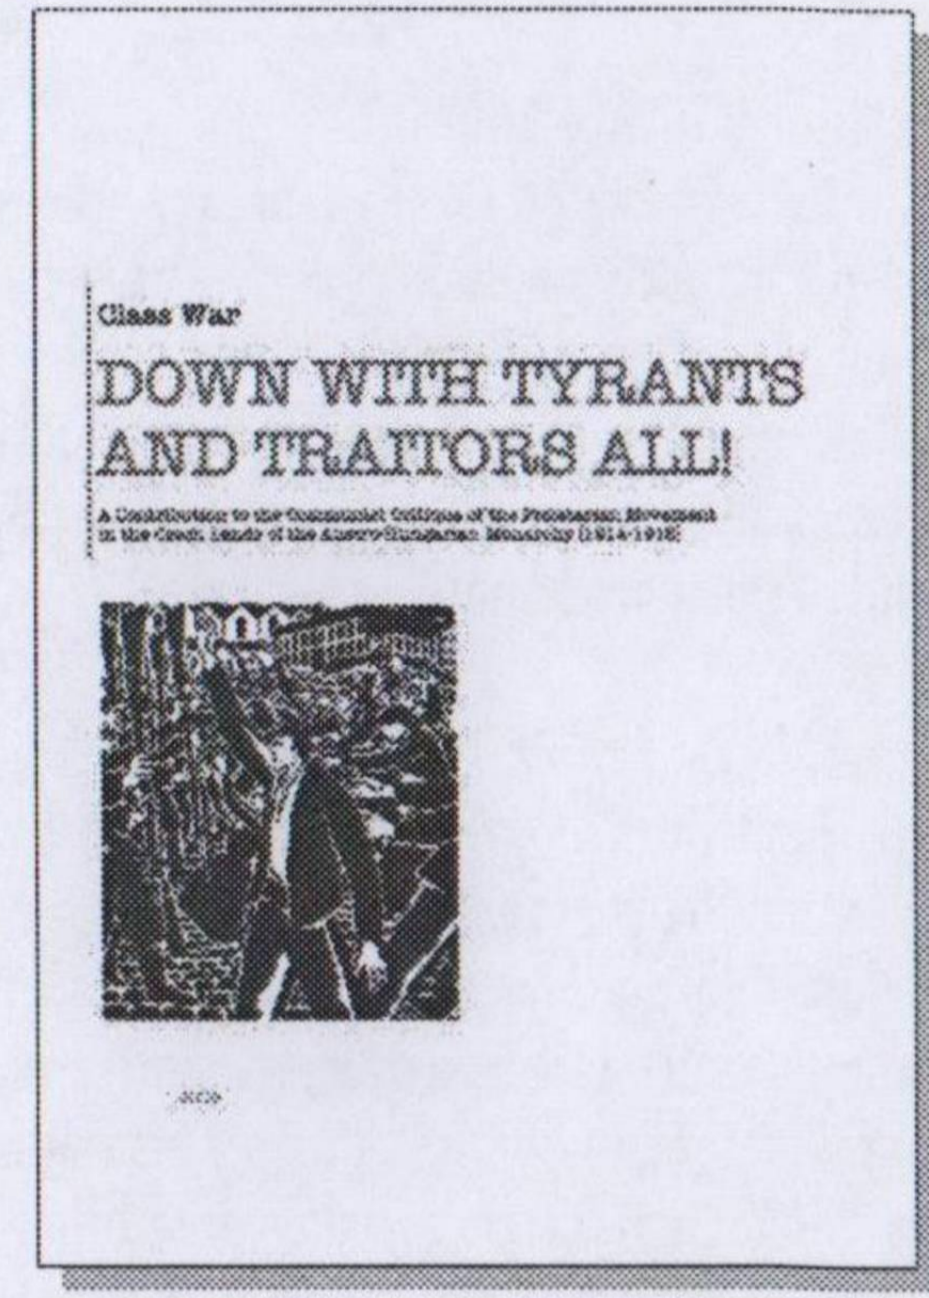 Class War
DOWN WITH TYRANTS
AND TRAITORS ALL!
A Contribution to the Communist Critique of the Proletarian Movement
in the Czech Lands of the Austro-Hungarian Monarchy (1914-1918)